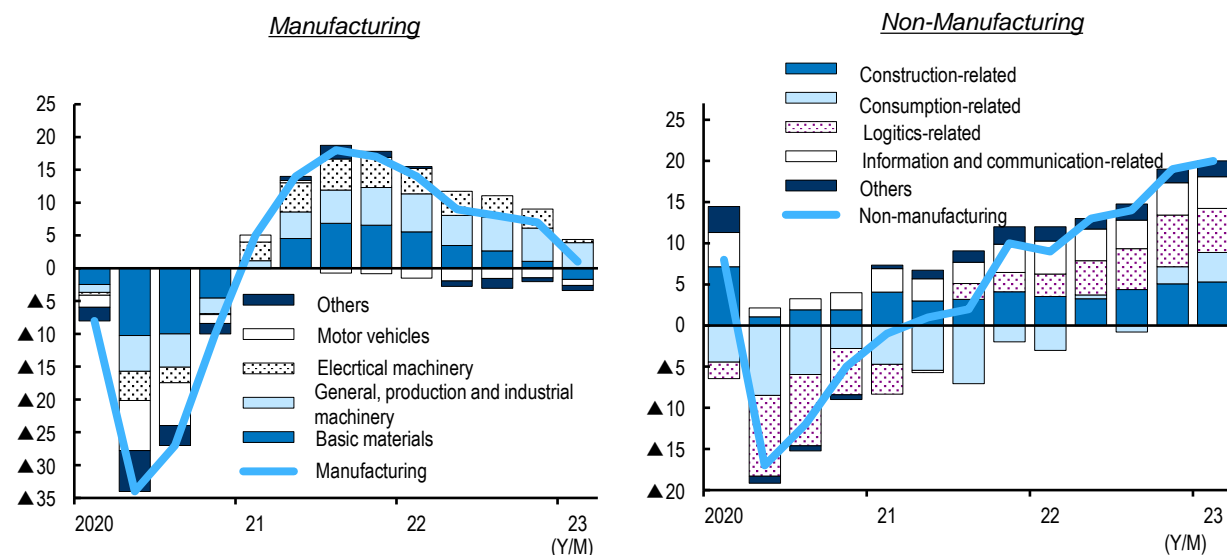 Manufacturing
25
20
15
10
5
0
▲ 5
▲ 10
▲ 15
▲ 20
▲ 25
▲ 30
▲ 35
Others
Motor vehicles
Elecrtical machinery
General, production and industrial
machinery
Basic materials
Manufacturing
2020
21
22
23
(Y/M)
Non-Manufacturing
Construction-related
Consumption-related
Logitics-related
Information and communication-related
Others
Non-manufacturing
25
20
15
10
5
0
▲ 5
▲ 10
▲ 15
▲ 20
2020
21
22
23
(Y/M)